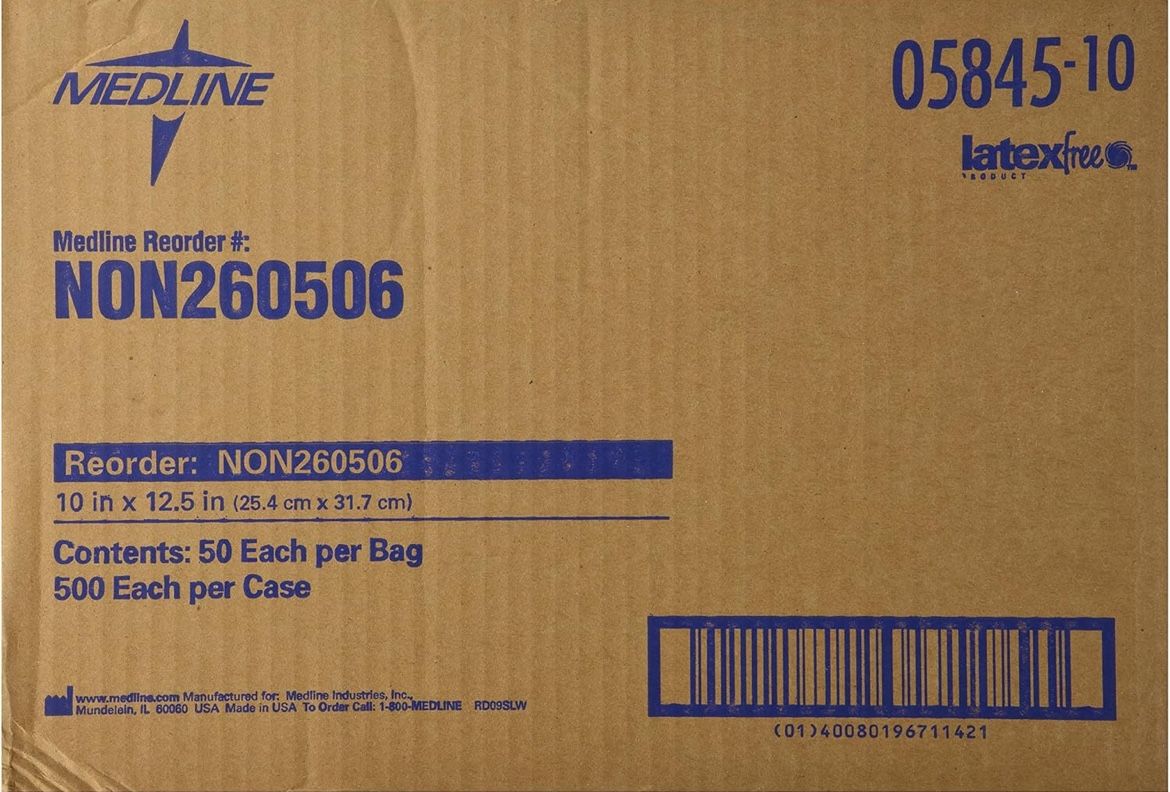 MEDLINE
05845-10
latexfree
PRODUCT
Medline Reorder #:
NON260506
Reorder: NON260506
10 in x 12.5 in (25.4 cm x 31.7 cm)
Contents: 50 Each per Bag
500 Each per Case
www.medline.com Manufactured for: Medline Industries, Inc.,
Mundelein, IL 60060 USA Made in USA To Order Call: 1-800-MEDLINE RD09SLW
(01)40080196711421